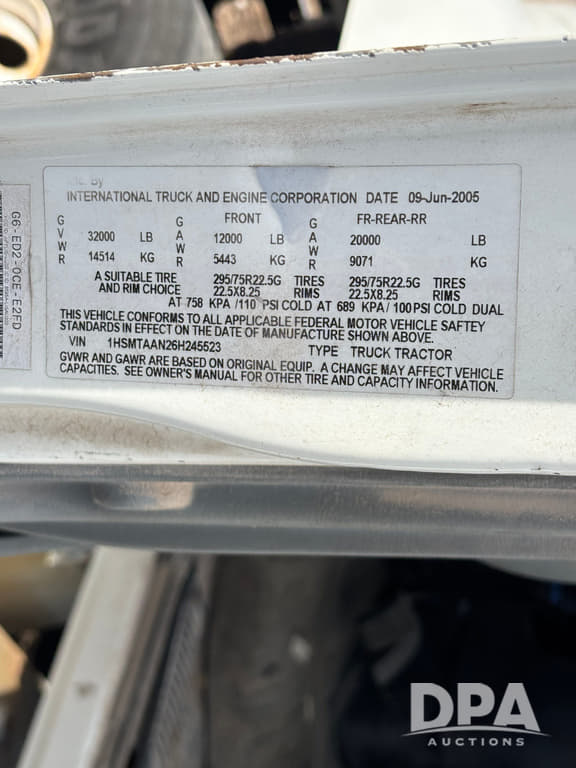 By
INTERNATIONAL TRUCK AND ENGINE CORPORATION DATE 09-Jun-2005
G G FRONT G FR-REAR-RR
V 32000 LB A 12000 LB A 20000 LB
W W W
R 14514 KG R 5443 KG R 9071 KG
A SUITABLE TIRE 295/75R22.5G TIRES 295/75R22.5G TIRES
AND RIM CHOICE 22.5X8.25 RIMS 22.5X8.25 RIMS
AT 758 KPA/110 PSI COLD AT 689 KPA/100PSI COLD DUAL
THIS VEHICLE CONFORMS TO ALL APPLICABLE FEDERAL MOTOR VEHICLE SAFTEY
STANDARDS IN EFFECT ON THE DATE OF MANUFACTURE SHOWN ABOVE.
VIN 1HSMTAAN26H245523 TYPE TRUCK TRACTOR
GVWR AND GAWR ARE BASED ON ORIGINAL EQUIP. A CHANGE MAY AFFECT VEHICLE
CAPACITIES. SEE OWNER'S MANUAL FOR OTHER TIRE AND CAPACITY INFORMATION.
G6-ED2-0CE-F2FD
DPA
AUCTIONS